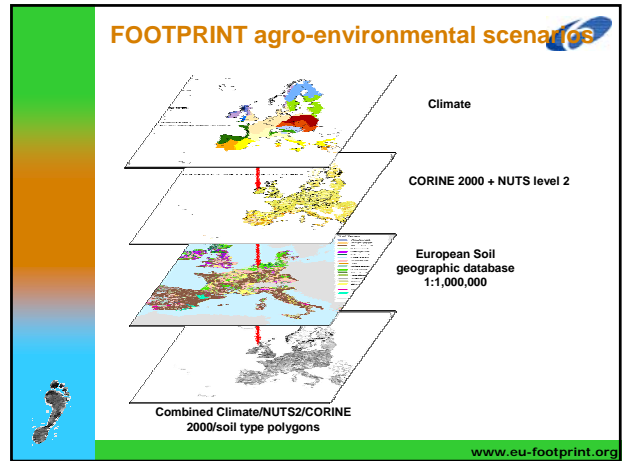 FOOTPRINT agro-environmental scenarios
Climate
CORINE 2000 + NUTS level 2
European Soil
geographic database
1:1,000,000
Combined Climate/NUTS2/CORINE
2000/soil type polygons
www.eu-footprint.org